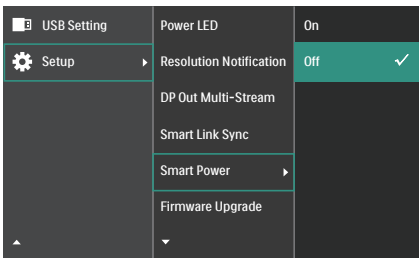 USB Setting
Setup
Power LED
Resolution Notification
DP Out Multi-Stream
Smart Link Sync
Smart Power
Firmware Upgrade
On
Off